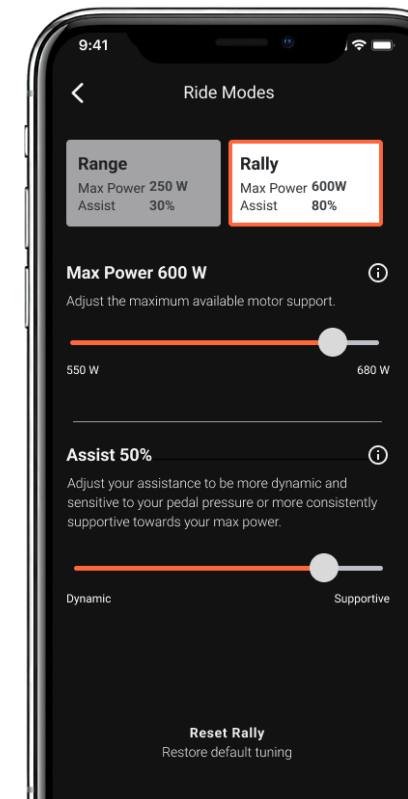 9:41
Ride Modes
Range
Max Power 250 W
Assist 30%
Rally
Max Power 600W
Assist 80%
Max Power 600 W
Adjust the maximum available motor support.
550 W 680 W
Assist 50%
Adjust your assistance to be more dynamic and
sensitive to your pedal pressure or more consistently
supportive towards your max power.
Dynamic Supportive
Reset Rally
Restore default tuning